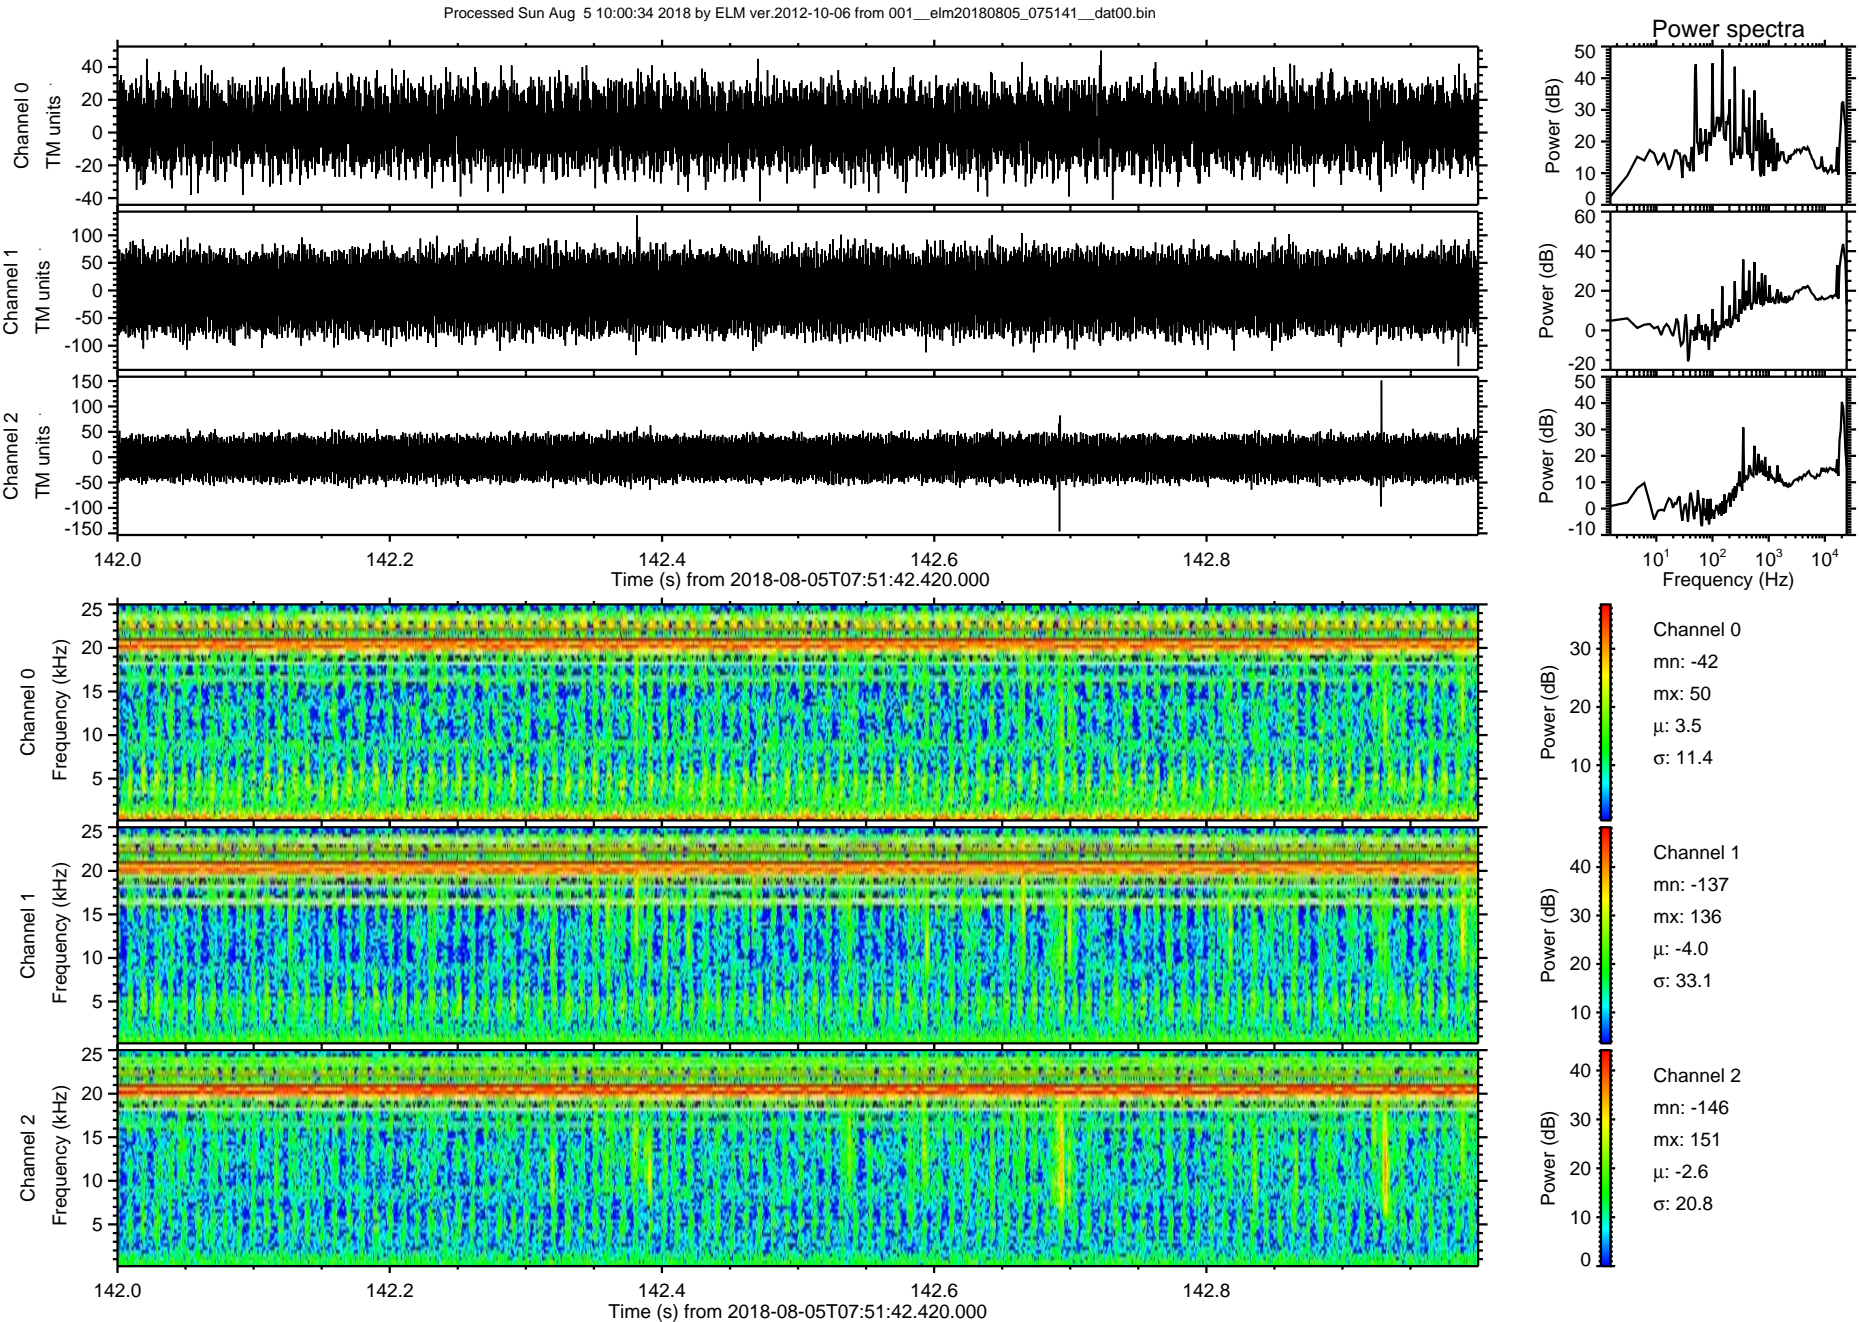 Processed Sun Aug 5 10:00:34 2018 by ELM ver.2012-10-06 from 001__elm20180805_075141__dat00.bin
Power spectra
Channel 0
TM units
40
20
0
-20
-40
Power (dB)
50
40
30
20
10
0
Channel 1
TM units
100
50
0
-50
-100
Power (dB)
60
40
20
0
-20
Channel 2
TM units
150
100
50
0
-50
-100
-150
Power (dB)
50
40
30
20
10
0
-10
142.0 142.2 142.4 142.6 142.8
Time (s) from 2018-08-05T07:51:42.420.000
10¹ 10² 10³ 10⁴
Frequency (Hz)
Channel 0
Frequency (kHz)
25
20
15
10
5
Power (dB)
30
20
10
Channel 0
mn: -42
mx: 50
μ: 3.5
σ: 11.4
Channel 1
Frequency (kHz)
25
20
15
10
5
Power (dB)
40
30
20
10
Channel 1
mn: -137
mx: 136
μ: -4.0
σ: 33.1
Channel 2
Frequency (kHz)
25
20
15
10
5
Power (dB)
40
30
20
10
0
Channel 2
mn: -146
mx: 151
μ: -2.6
σ: 20.8
142.0 142.2 142.4 142.6 142.8
Time (s) from 2018-08-05T07:51:42.420.000